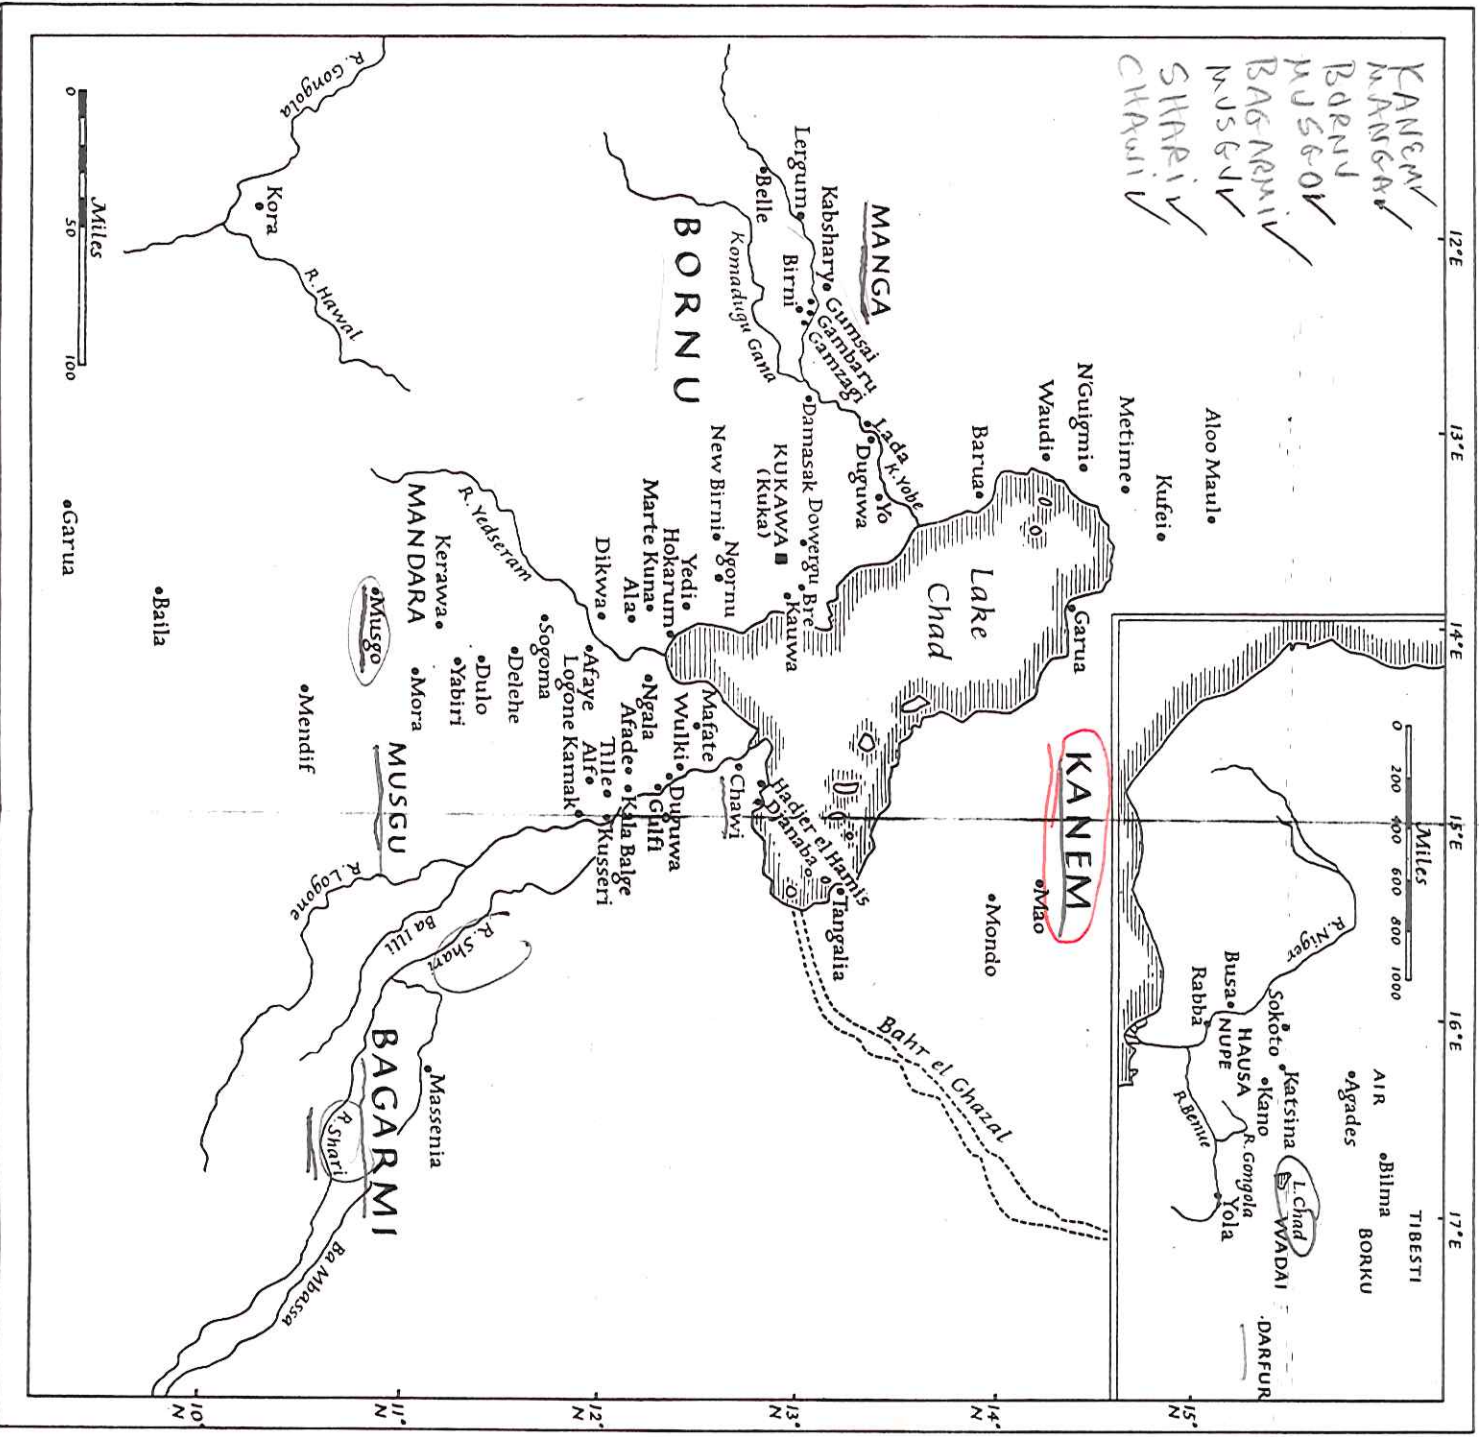 KANEM✓
MANGA✓
BORNU
MUSGO✓
BAGARMI✓
MUSGU✓
SHARI✓
CHAWI✓
12°E
13°E
14°E
15°E
16°E
17°E
N 15°
N 14°
N 13°
N 12°
N 11°
N 10°
Miles
0 200 400 600 800 1000
R. Niger
TIBESTI
BORKU
Bilma
AIR
Agades
Sokoto
Katsina
Kano
HAUSA
NUPE
Busa
Rabba
R. Benue
R. Gongola
Yola
L. Chad
WADAI
DARFUR
Aloo Maul
Kufei
Metime
N'Guigmi
Waudi
Barua
Garua
Lake
Chad
KANEM
Mao
Mondo
Tangalia
Hadjer el Hamis
Djanaba
Bahr el Ghazal
MANGA
Lergum
Kabshary
Belle
Birni
Gumsai
Gambaru
Gamzagi
Komadugu Gana
BORNU
Lada
K. Yobe
Duguwa
Yo
Damasak
Dowergu
Bre
KUKAWA
(Kuka)
Kauwa
New Birni
Ngornu
Yedi
Hokarum
Marte Kuna
Ala
Dikwa
R. Yedseram
MANDARA
Kerawa
Musgo
Sogoma
Delehe
Dulo
Yabiri
Mora
Mendif
Afaye
Logone Kamak
Ngala
Wulki
Mafate
Afade
Tille
Alf
Chawi
Duguwa
Gulfi
Kala Balge
Kusseri
MUSGU
R. Logone
Ba Illi
R. Shari
BAGARMI
Massenia
R. Shari
Ba Mbassa
R. Gongola
Kora
R. Hawal
Garua
Baila
Miles
0 50 100